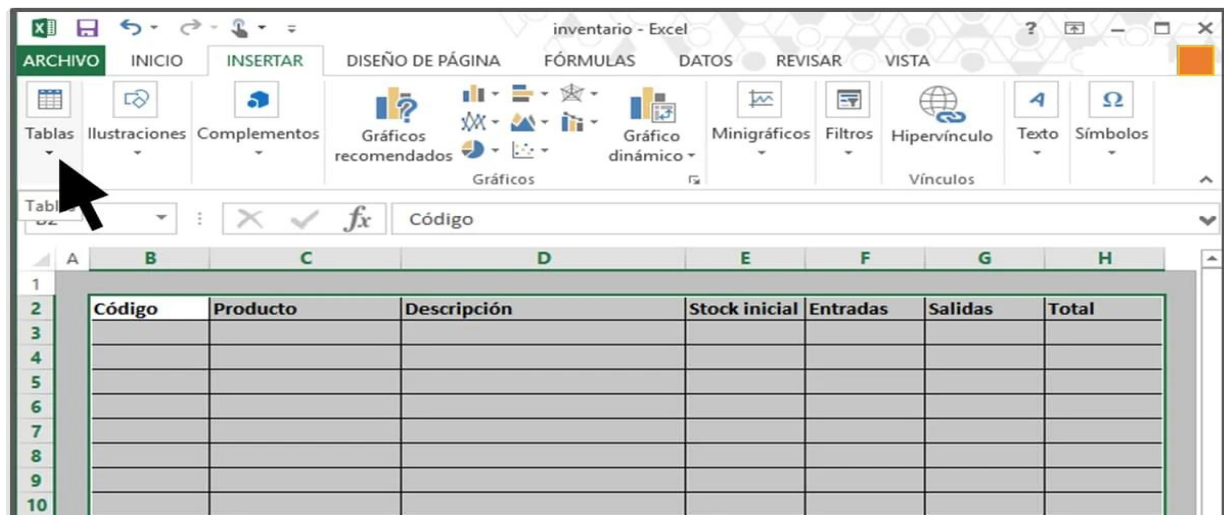 inventario - Excel
ARCHIVO INICIO INSERTAR DISEÑO DE PÁGINA FÓRMULAS DATOS REVISAR VISTA
Tablas Ilustraciones Complementos Gráficos recomendados Gráfico dinámico Minigráficos Filtros Hipervínculo Texto Símbolos
Gráficos Vínculos
fx Código
A B C D E F G H
1
2 Código Producto Descripción Stock inicial Entradas Salidas Total
3
4
5
6
7
8
9
10